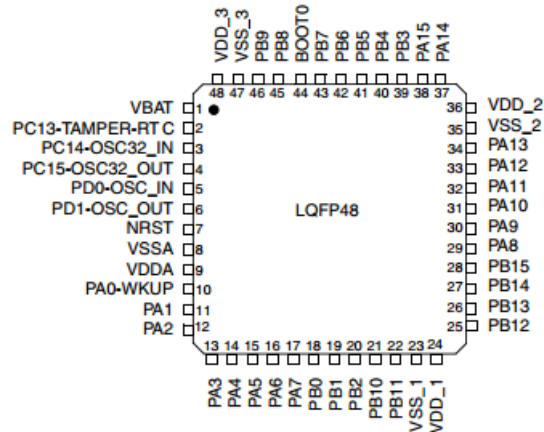 VDD_3
VSS_3
PB9
PB8
BOOT0
PB7
PB6
PB5
PB4
PB3
PA15
PA14
48 47 46 45 44 43 42 41 40 39 38 37
VBAT 1
PC13-TAMPER-RTC 2
PC14-OSC32_IN 3
PC15-OSC32_OUT 4
PD0-OSC_IN 5
PD1-OSC_OUT 6
NRST 7
VSSA 8
VDDA 9
PA0-WKUP 10
PA1 11
PA2 12
LQFP48
36 VDD_2
35 VSS_2
34 PA13
33 PA12
32 PA11
31 PA10
30 PA9
29 PA8
28 PB15
27 PB14
26 PB13
25 PB12
13 14 15 16 17 18 19 20 21 22 23 24
PA3
PA4
PA5
PA6
PA7
PB0
PB1
PB2
PB10
PB11
VSS_1
VDD_1